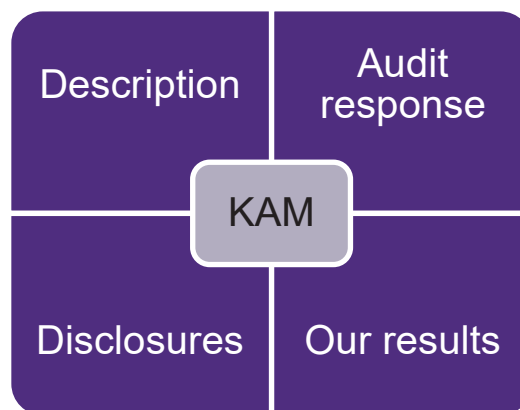 Description
Audit
response
KAM
Disclosures
Our results